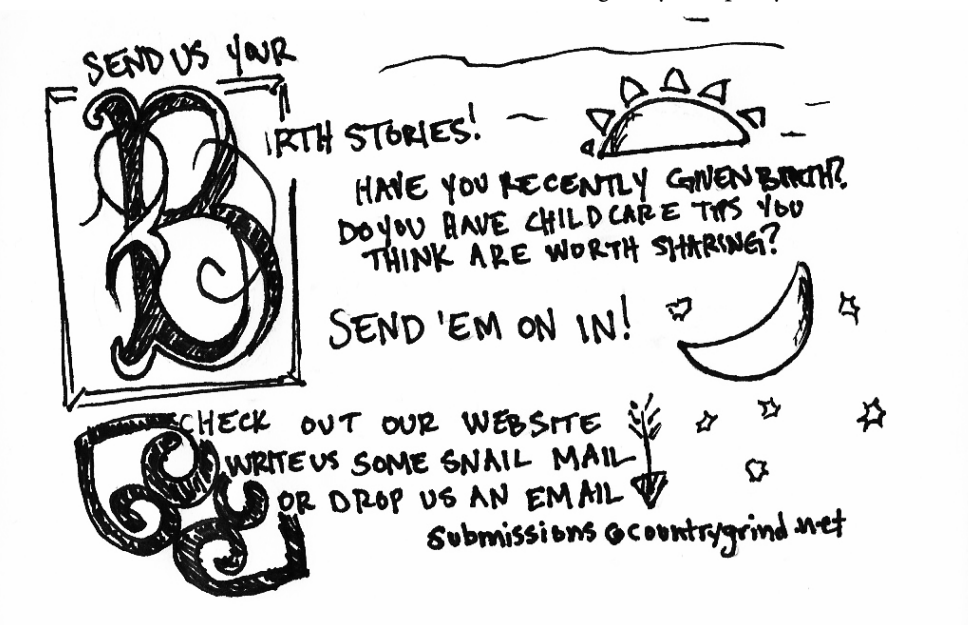 SEND US YOUR
BIRTH STORIES!
HAVE YOU RECENTLY GIVEN BIRTH?
DO YOU HAVE CHILDCARE TIPS YOU
THINK ARE WORTH SHARING?
SEND 'EM ON IN!
CHECK OUT OUR WEBSITE
WRITE US SOME SNAIL MAIL
OR DROP US AN EMAIL
submissions@countrygrind.net